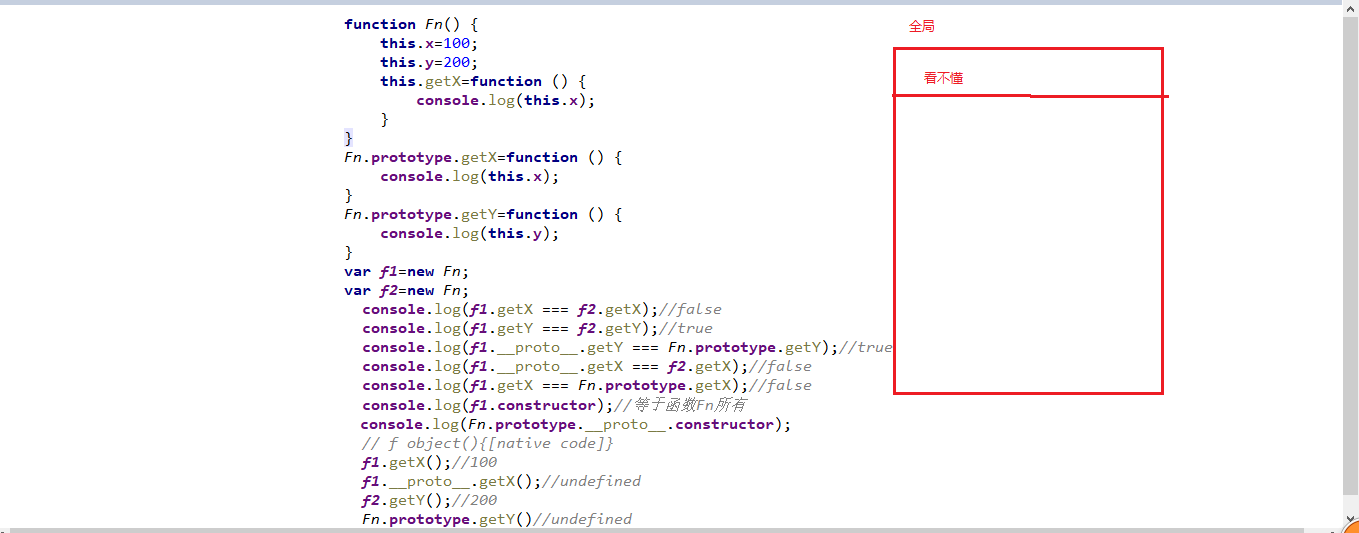 function Fn() {
    this.x=100;
    this.y=200;
    this.getX=function () {
        console.log(this.x);
    }
}
Fn.prototype.getX=function () {
    console.log(this.x);
}
Fn.prototype.getY=function () {
    console.log(this.y);
}
var f1=new Fn;
var f2=new Fn;
  console.log(f1.getX === f2.getX);//false
  console.log(f1.getY === f2.getY);//true
  console.log(f1.__proto__.getY === Fn.prototype.getY);//true
  console.log(f1.__proto__.getX === f2.getX);//false
  console.log(f1.getX === Fn.prototype.getX);//false
  console.log(f1.constructor);//等于函数Fn所有
  console.log(Fn.prototype.__proto__.constructor);
  // f object(){[native code]}
  f1.getX();//100
  f1.__proto__.getX();//undefined
  f2.getY();//200
  Fn.prototype.getY()//undefined
全局
看不懂